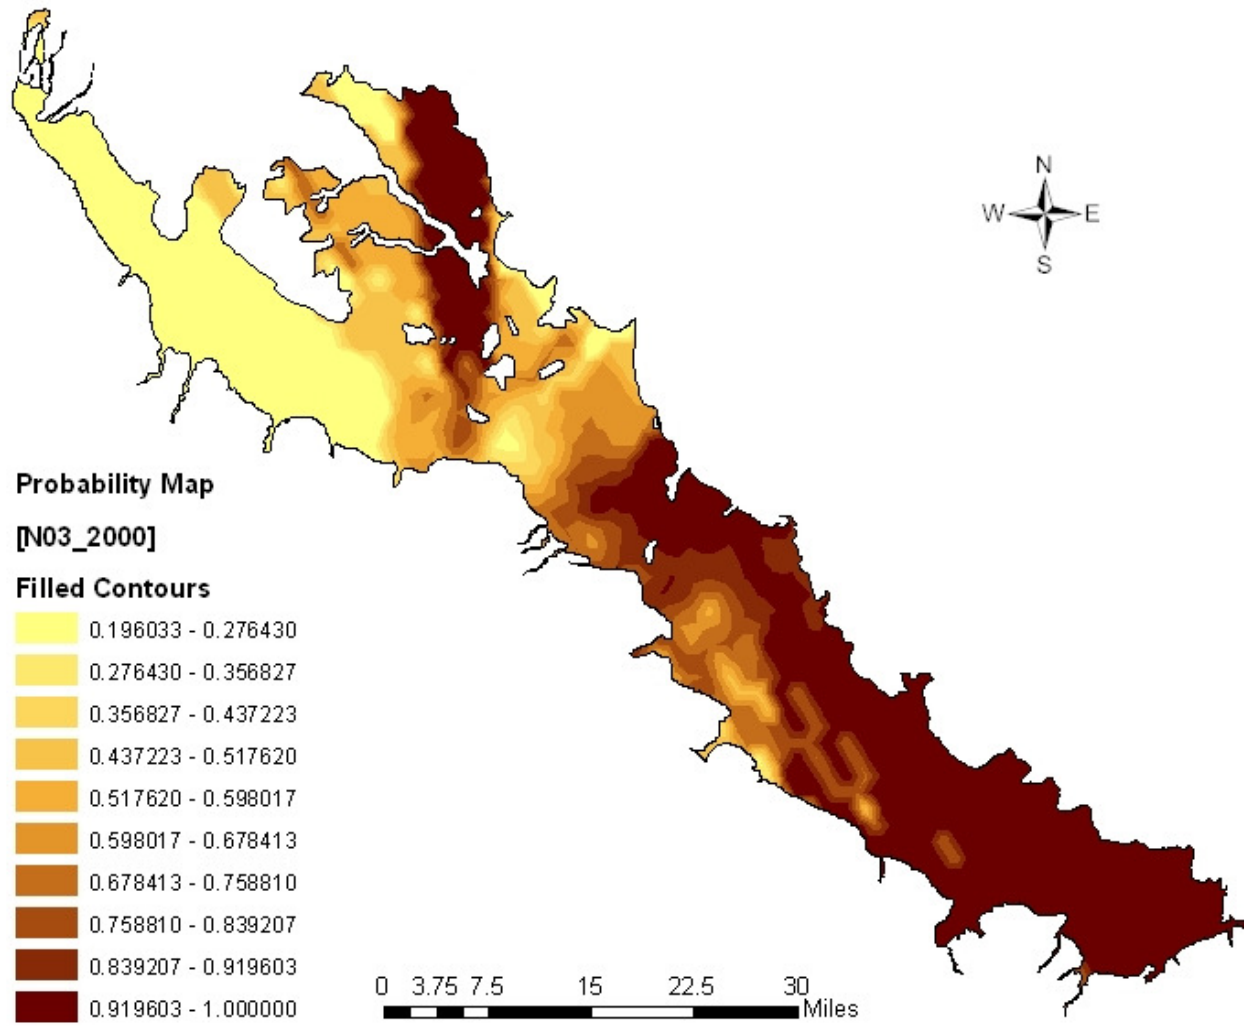 N
W E
S
Probability Map
[N03_2000]
Filled Contours
0.196033 - 0.276430
0.276430 - 0.356827
0.356827 - 0.437223
0.437223 - 0.517620
0.517620 - 0.598017
0.598017 - 0.678413
0.678413 - 0.758810
0.758810 - 0.839207
0.839207 - 0.919603
0.919603 - 1.000000
0 3.75 7.5 15 22.5 30
Miles